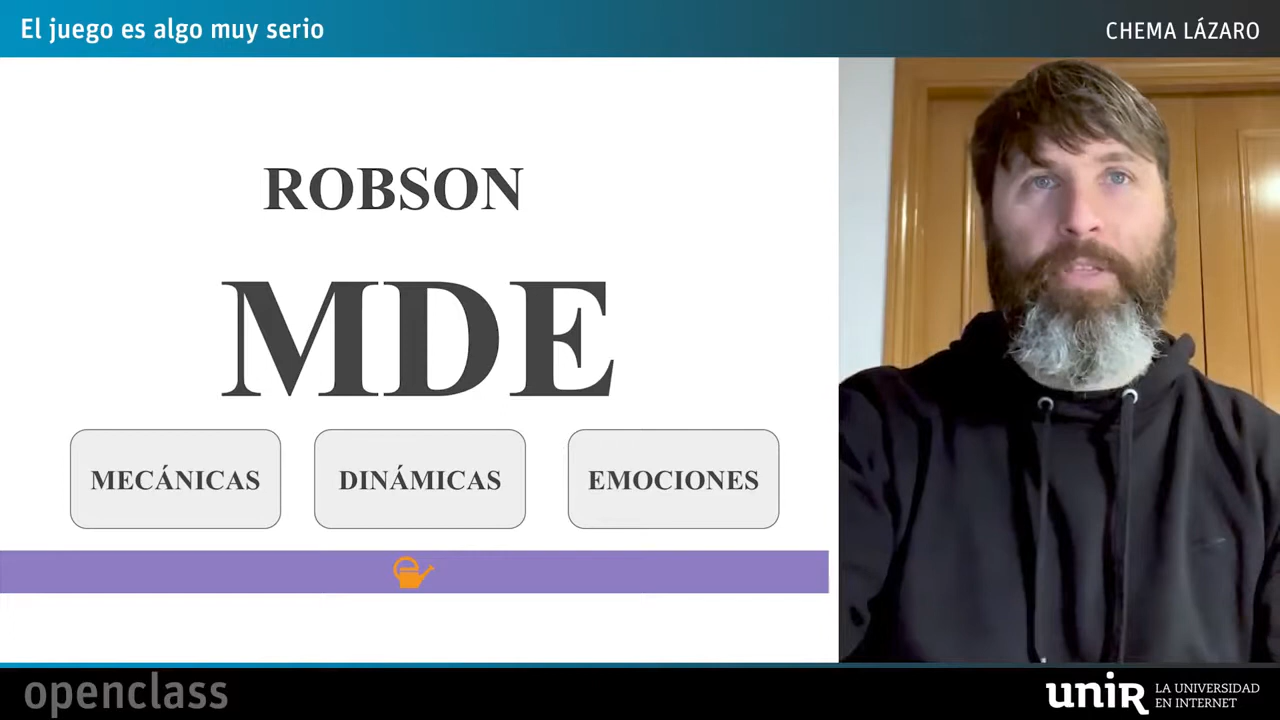 El juego es algo muy serio
CHEMA LÁZARO
ROBSON
MDE
MECÁNICAS
DINÁMICAS
EMOCIONES
openclass
unir LA UNIVERSIDAD
EN INTERNET